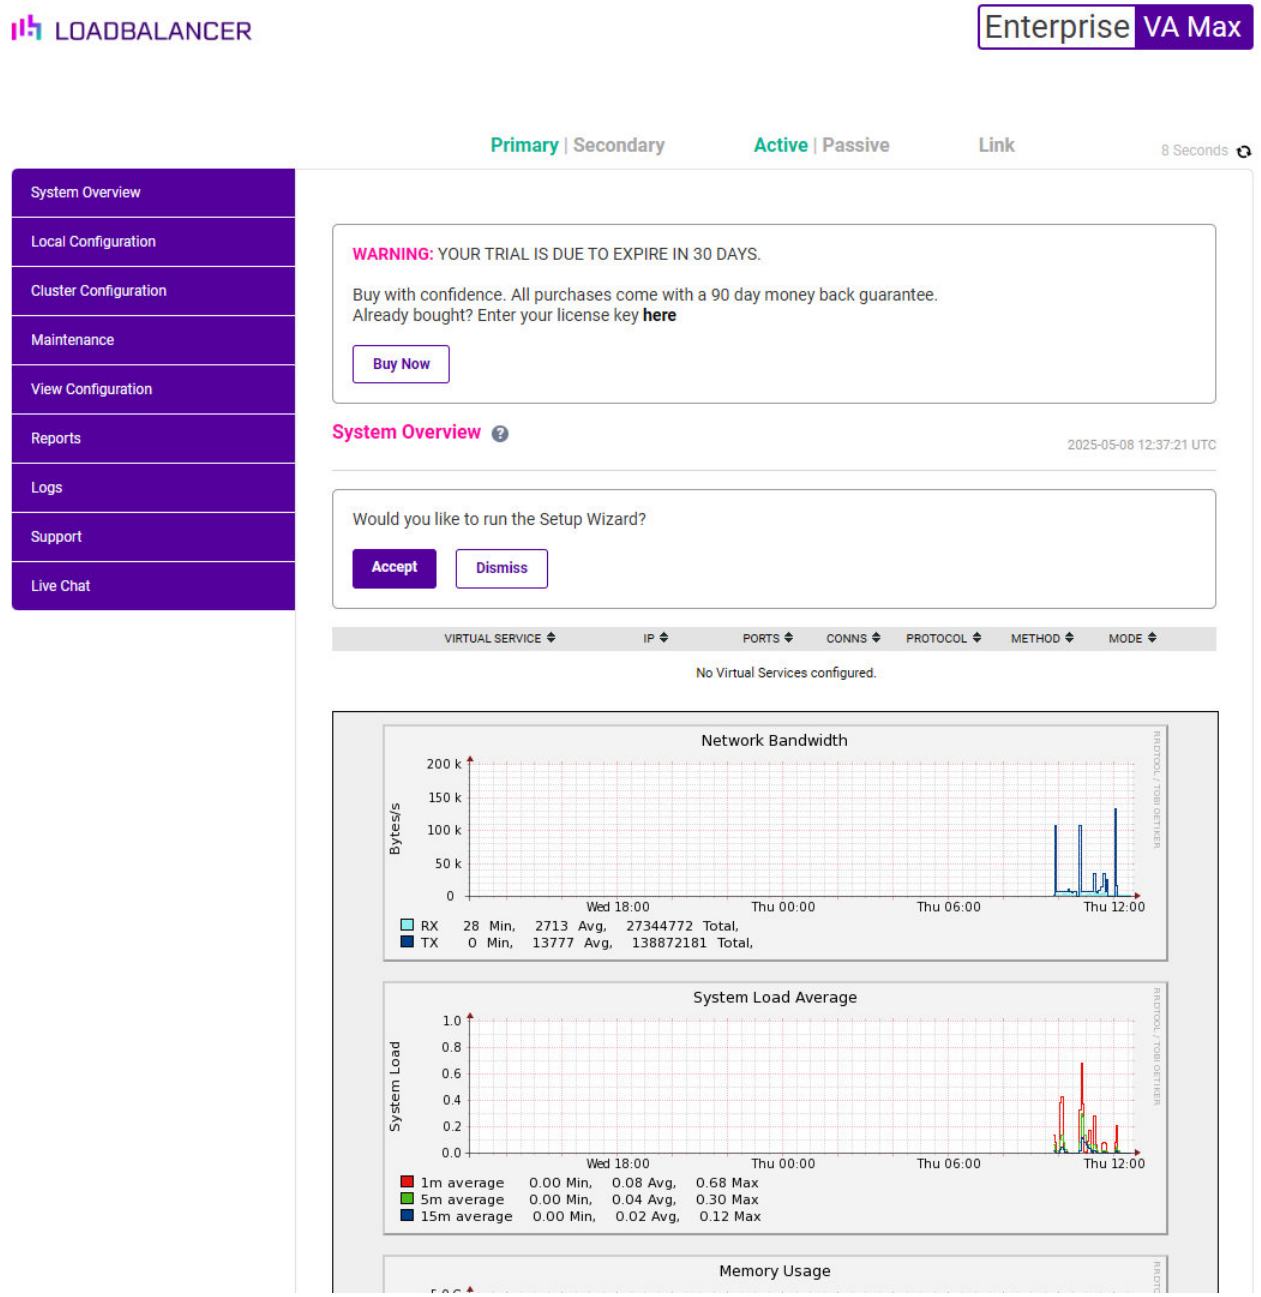 LOADBALANCER
Enterprise VA Max
Primary | Secondary
Active | Passive
Link
8 Seconds
System Overview
Local Configuration
Cluster Configuration
Maintenance
View Configuration
Reports
Logs
Support
Live Chat
WARNING: YOUR TRIAL IS DUE TO EXPIRE IN 30 DAYS.
Buy with confidence. All purchases come with a 90 day money back guarantee.
Already bought? Enter your license key here
Buy Now
System Overview ?
2025-05-08 12:37:21 UTC
Would you like to run the Setup Wizard?
Accept Dismiss
VIRTUAL SERVICE IP PORTS CONNS PROTOCOL METHOD MODE
No Virtual Services configured.
Network Bandwidth
RRDTOOL / TOBI OETIKER
Bytes/s
200 k
150 k
100 k
50 k
0
Wed 18:00 Thu 00:00 Thu 06:00 Thu 12:00
RX 28 Min, 2713 Avg, 27344772 Total,
TX 0 Min, 13777 Avg, 138872181 Total,
System Load Average
RRDTOOL / TOBI OETIKER
System Load
1.0
0.8
0.6
0.4
0.2
0.0
Wed 18:00 Thu 00:00 Thu 06:00 Thu 12:00
1m average 0.00 Min, 0.08 Avg, 0.68 Max
5m average 0.00 Min, 0.04 Avg, 0.30 Max
15m average 0.00 Min, 0.02 Avg, 0.12 Max
Memory Usage